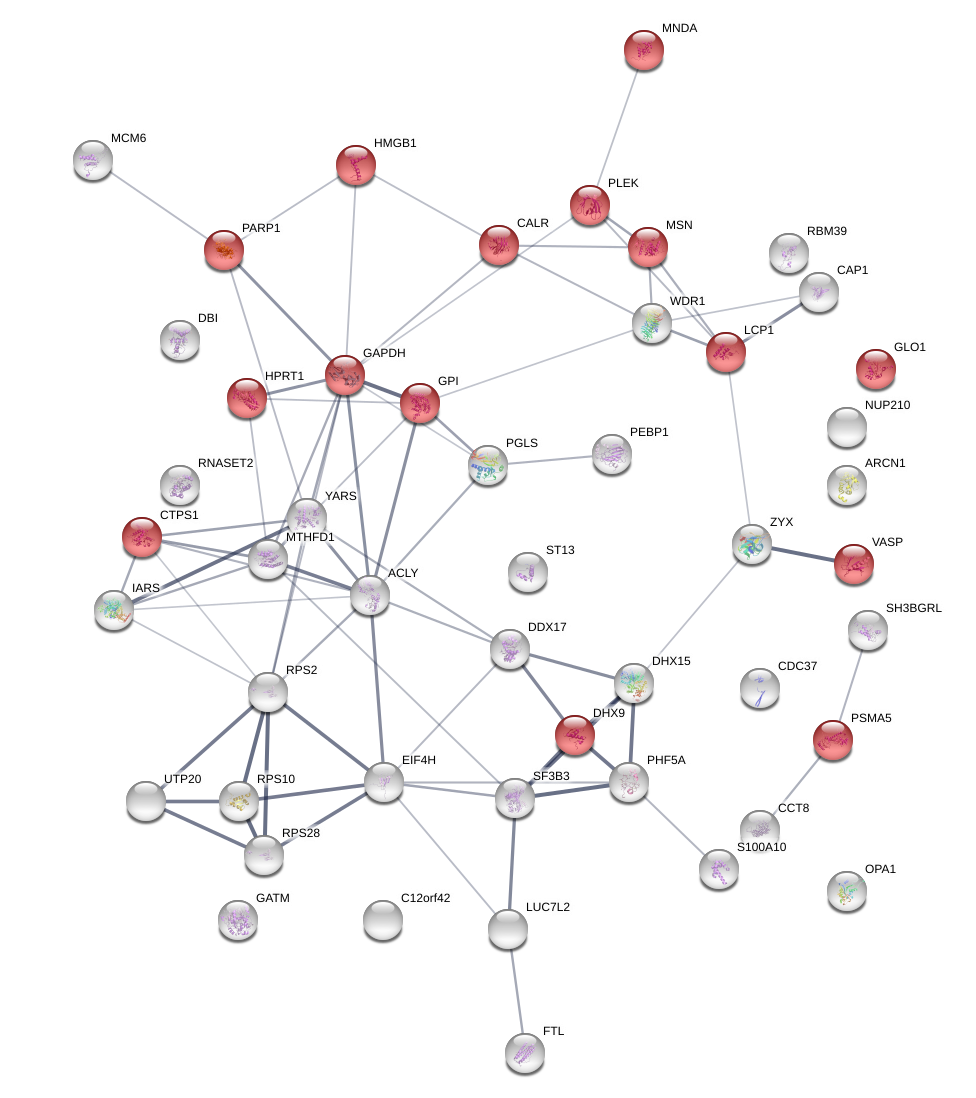 MNDA
MCM6
HMGB1
PLEK
PARP1
CALR
MSN
RBM39
CAP1
WDR1
DBI
LCP1
GLO1
GAPDH
HPRT1
GPI
NUP210
PEBP1
PGLS
ARCN1
RNASET2
YARS
CTPS1
ZYX
MTHFD1
VASP
ST13
ACLY
IARS
SH3BGRL
DDX17
DHX15
RPS2
CDC37
DHX9
PSMA5
EIF4H
SF3B3
PHF5A
UTP20
RPS10
CCT8
RPS28
S100A10
OPA1
GATM
C12orf42
LUC7L2
FTL